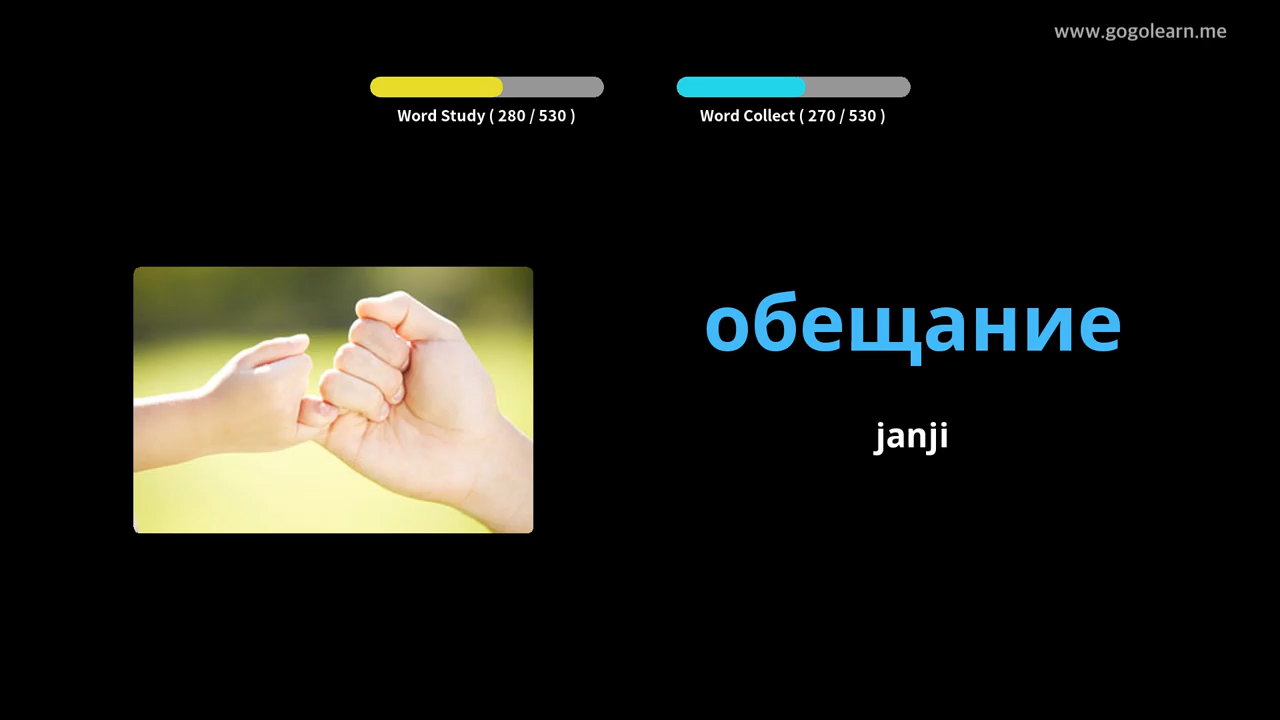 www.gogolearn.me
Word Study ( 280 / 530 )
Word Collect ( 270 / 530 )
обещание
janji